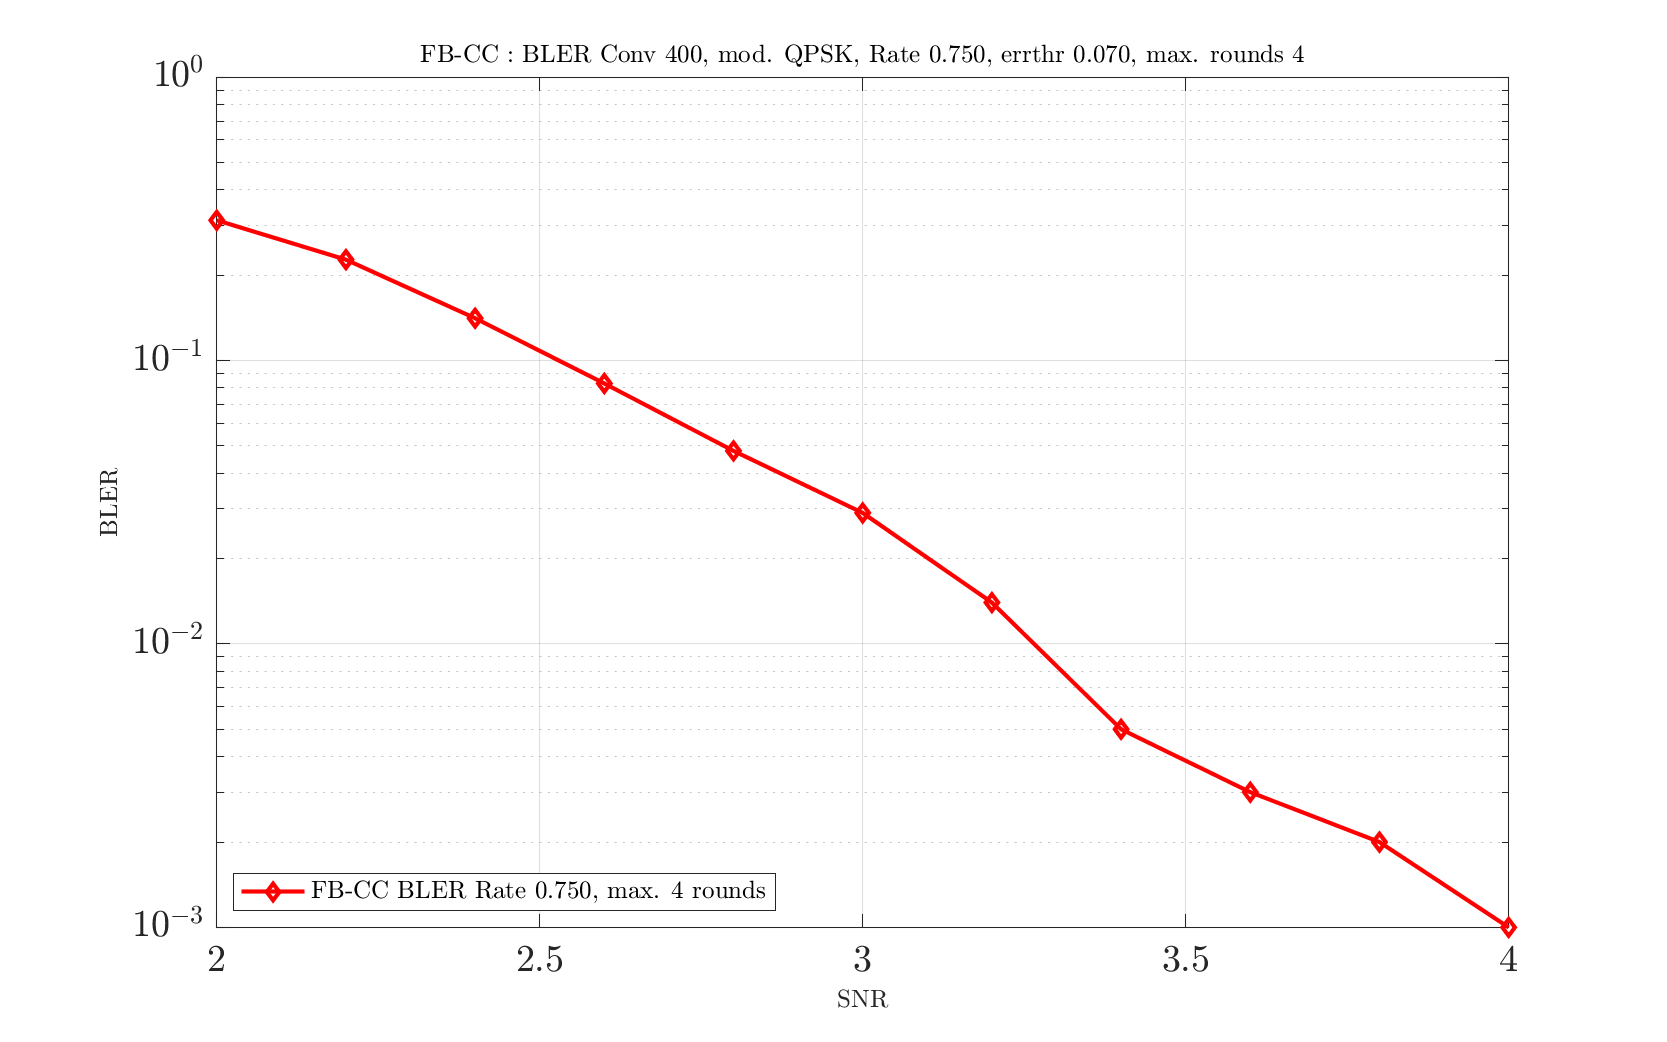 FB-CC : BLER Conv 400, mod. QPSK, Rate 0.750, errthr 0.070, max. rounds 4
10⁰
10⁻¹
10⁻²
10⁻³
BLER
FB-CC BLER Rate 0.750, max. 4 rounds
2 2.5 3 3.5 4
SNR